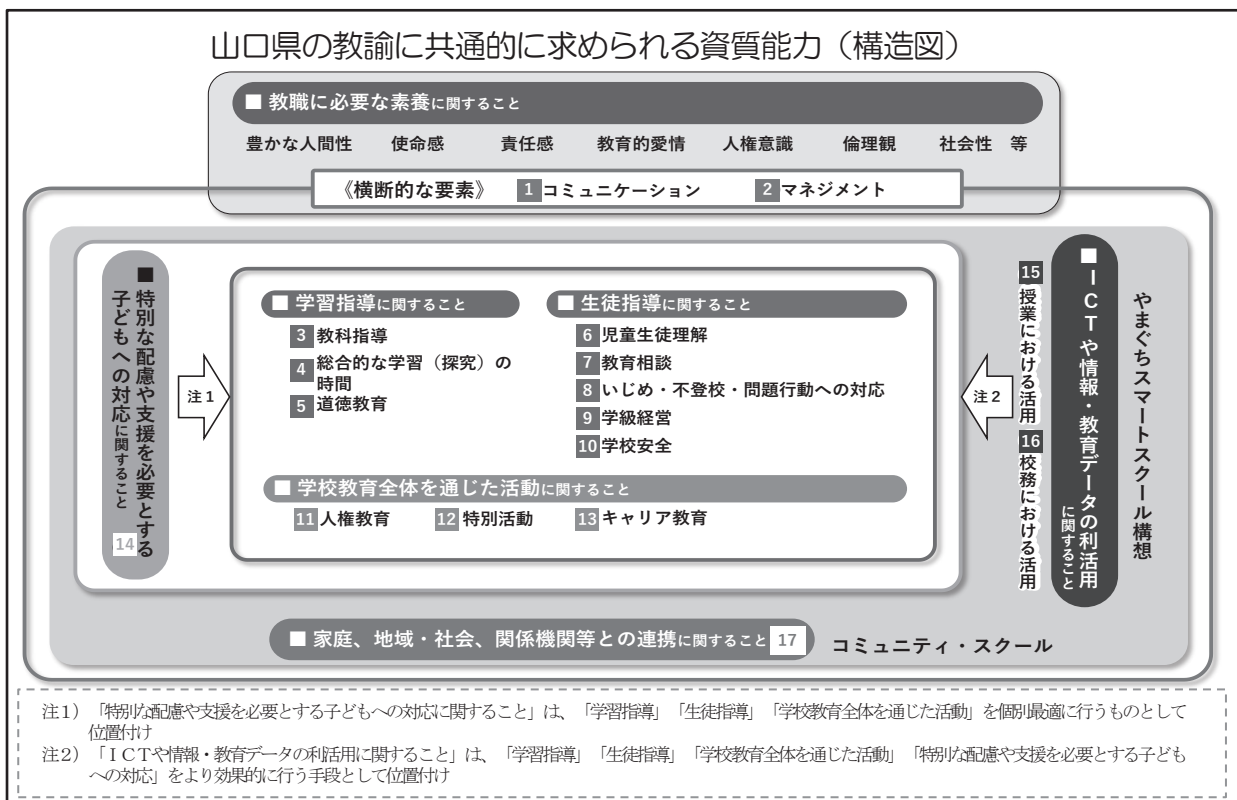 山口県の教諭に共通的に求められる資質能力（構造図）
■ 教職に必要な素養に関すること
豊かな人間性 使命感 責任感 教育的愛情 人権意識 倫理観 社会性 等
《横断的な要素》 1 コミュニケーション 2 マネジメント
■特別な配慮や支援を必要とする
子どもへの対応に関すること
14
注1
■ 学習指導に関すること
3 教科指導
4 総合的な学習（探究）の
時間
5 道徳教育
■ 生徒指導に関すること
6 児童生徒理解
7 教育相談
8 いじめ・不登校・問題行動への対応
9 学級経営
10 学校安全
■ 学校教育全体を通じた活動に関すること
11 人権教育 12 特別活動 13 キャリア教育
注2
15 授業における活用
16 校務における活用
■ＩＣＴや情報・教育データの利活用
に関すること
やまぐちスマートスクール構想
■ 家庭、地域・社会、関係機関等との連携に関すること 17
コミュニティ・スクール
注1）「特別な配慮や支援を必要とする子どもへの対応に関すること」は、「学習指導」「生徒指導」「学校教育全体を通じた活動」を個別最適に行うものとして
位置付け
注2）「ＩＣＴや情報・教育データの利活用に関すること」は、「学習指導」「生徒指導」「学校教育全体を通じた活動」「特別な配慮や支援を必要とする子ども
への対応」をより効果的に行う手段として位置付け